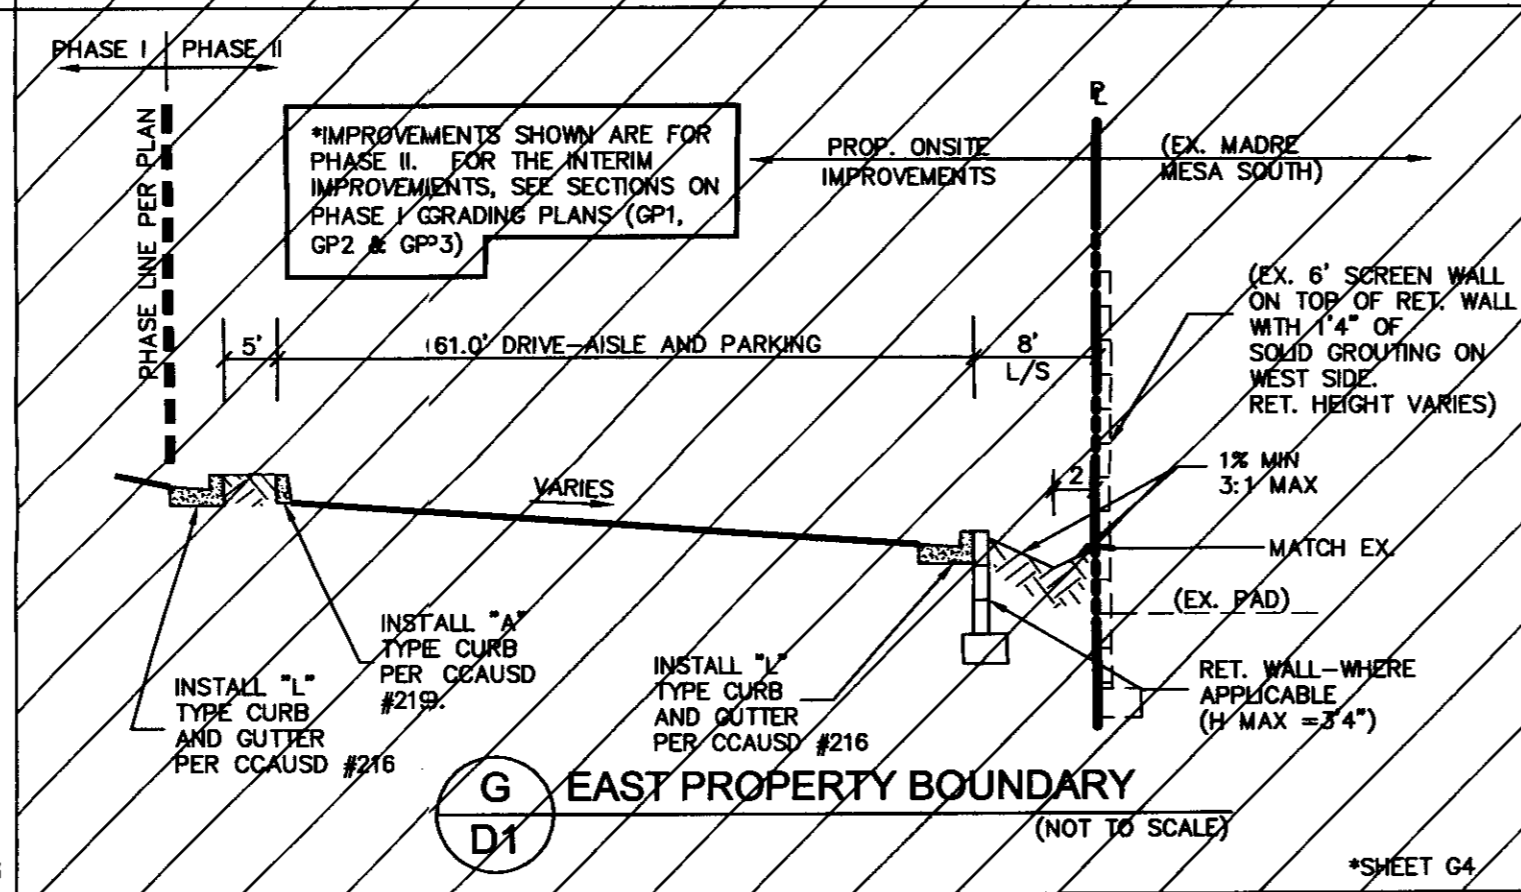 PHASE I PHASE II
PHASE LINE PER PLAN
*IMPROVEMENTS SHOWN ARE FOR
PHASE II. FOR THE INTERIM
IMPROVEMENTS, SEE SECTIONS ON
PHASE I GRADING PLANS (GP1,
GP2 & GP3)
PROP. ONSITE
IMPROVEMENTS
PL
(EX. MADRE
MESA SOUTH)
(EX. 6' SCREEN WALL
ON TOP OF RET. WALL
WITH 1'4" OF
SOLID GROUTING ON
WEST SIDE.
RET. HEIGHT VARIES)
5'
61.0' DRIVE-AISLE AND PARKING
8'
L/S
VARIES
2
1% MIN
3:1 MAX
MATCH EX.
(EX. PAD)
RET. WALL-WHERE
APPLICABLE
(H MAX =3'4")
INSTALL "L"
TYPE CURB
AND GUTTER
PER CCAUSD #216
INSTALL "A"
TYPE CURB
PER CCAUSD
#219.
INSTALL "L"
TYPE CURB
AND GUTTER
PER CCAUSD #216
G
D1
EAST PROPERTY BOUNDARY
(NOT TO SCALE)
*SHEET G4